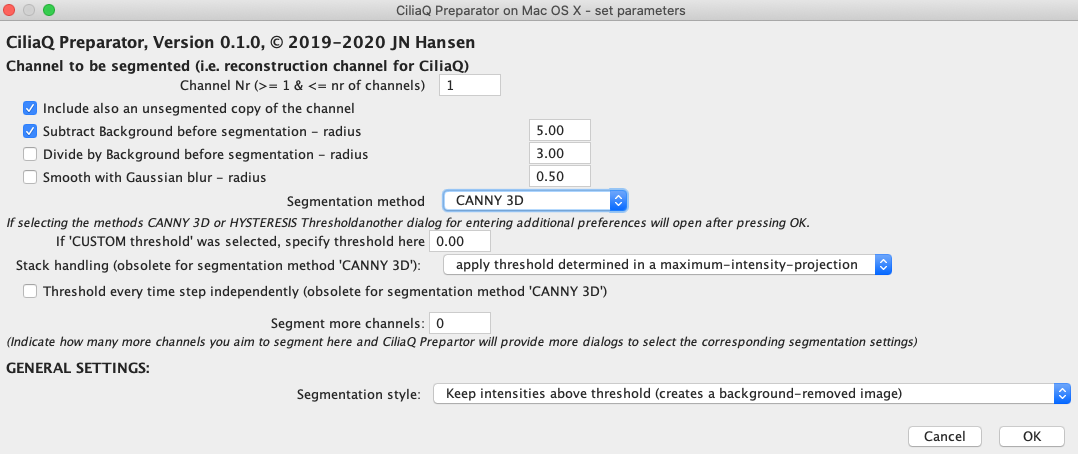 CiliaQ Preparator on Mac OS X - set parameters
CiliaQ Preparator, Version 0.1.0, © 2019-2020 JN Hansen
Channel to be segmented (i.e. reconstruction channel for CiliaQ)
Channel Nr (>= 1 & <= nr of channels) 1
Include also an unsegmented copy of the channel
Subtract Background before segmentation - radius 5.00
Divide by Background before segmentation - radius 3.00
Smooth with Gaussian blur - radius 0.50
Segmentation method CANNY 3D
If selecting the methods CANNY 3D or HYSTERESIS Thresholdanother dialog for entering additional preferences will open after pressing OK.
If 'CUSTOM threshold' was selected, specify threshold here 0.00
Stack handling (obsolete for segmentation method 'CANNY 3D'): apply threshold determined in a maximum-intensity-projection
Threshold every time step independently (obsolete for segmentation method 'CANNY 3D')
Segment more channels: 0
(Indicate how many more channels you aim to segment here and CiliaQ Prepartor will provide more dialogs to select the corresponding segmentation settings)
GENERAL SETTINGS:
Segmentation style: Keep intensities above threshold (creates a background-removed image)
Cancel OK